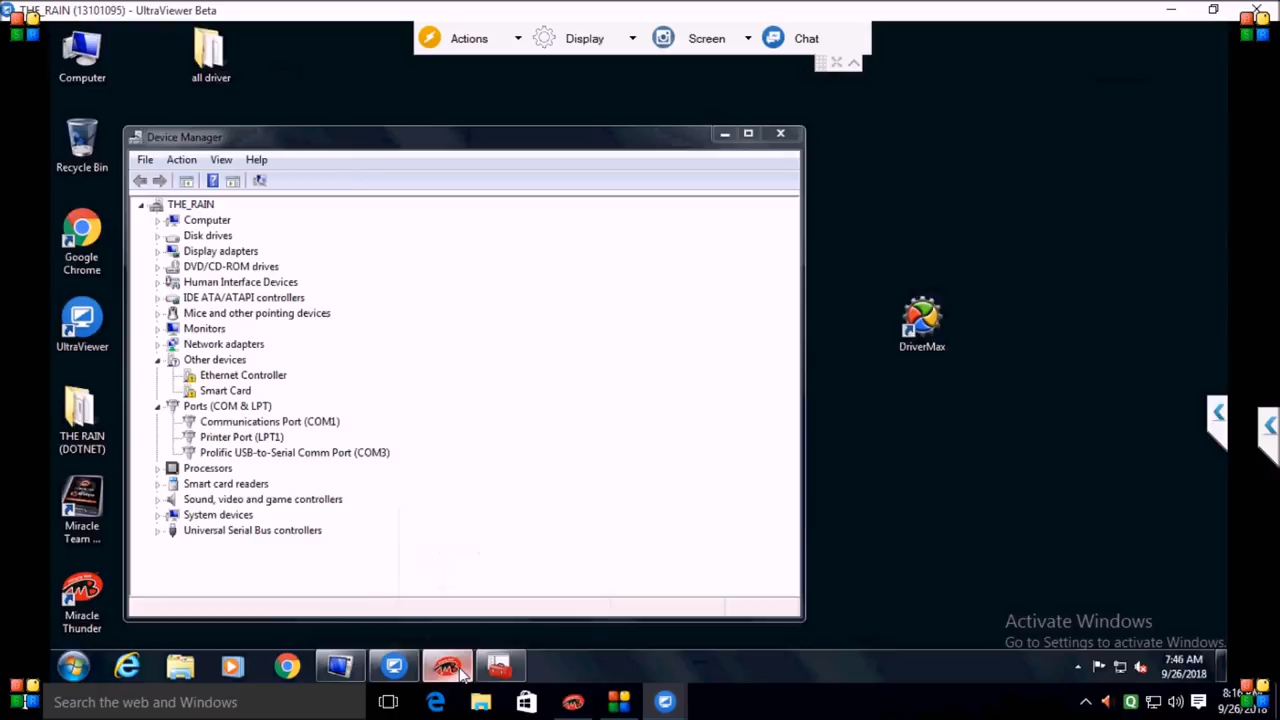 THE_RAIN (13101095) - UltraViewer Beta
Actions
Display
Screen
Chat
Computer
all driver
Recycle Bin
Google Chrome
UltraViewer
THE RAIN (DOTNET)
Miracle Team ...
Miracle Thunder
DriverMax
Device Manager
File Action View Help
THE_RAIN
Computer
Disk drives
Display adapters
DVD/CD-ROM drives
Human Interface Devices
IDE ATA/ATAPI controllers
Mice and other pointing devices
Monitors
Network adapters
Other devices
Ethernet Controller
Smart Card
Ports (COM & LPT)
Communications Port (COM1)
Printer Port (LPT1)
Prolific USB-to-Serial Comm Port (COM3)
Processors
Smart card readers
Sound, video and game controllers
System devices
Universal Serial Bus controllers
Activate Windows
Go to Settings to activate Windows.
7:46 AM
9/26/2018
Search the web and Windows
9/26/2018